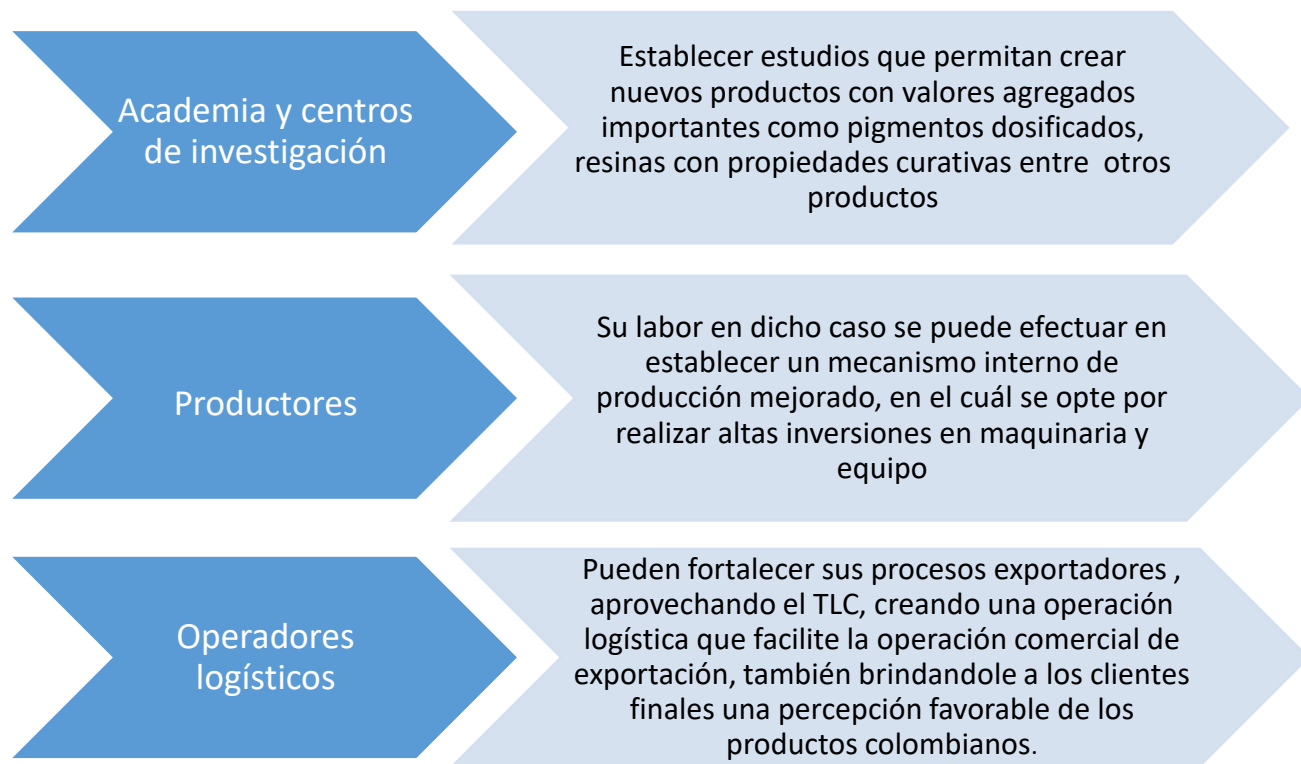 Academia y centros
de investigación
Establecer estudios que permitan crear
nuevos productos con valores agregados
importantes como pigmentos dosificados,
resinas con propiedades curativas entre  otros
productos
Productores
Su labor en dicho caso se puede efectuar en
establecer un mecanismo interno de
producción mejorado, en el cuál se opte por
realizar altas inversiones en maquinaria y
equipo
Operadores
logísticos
Pueden fortalecer sus procesos exportadores ,
aprovechando el TLC, creando una operación
logística que facilite la operación comercial de
exportación, también brindandole a los clientes
finales una percepción favorable de los
productos colombianos.